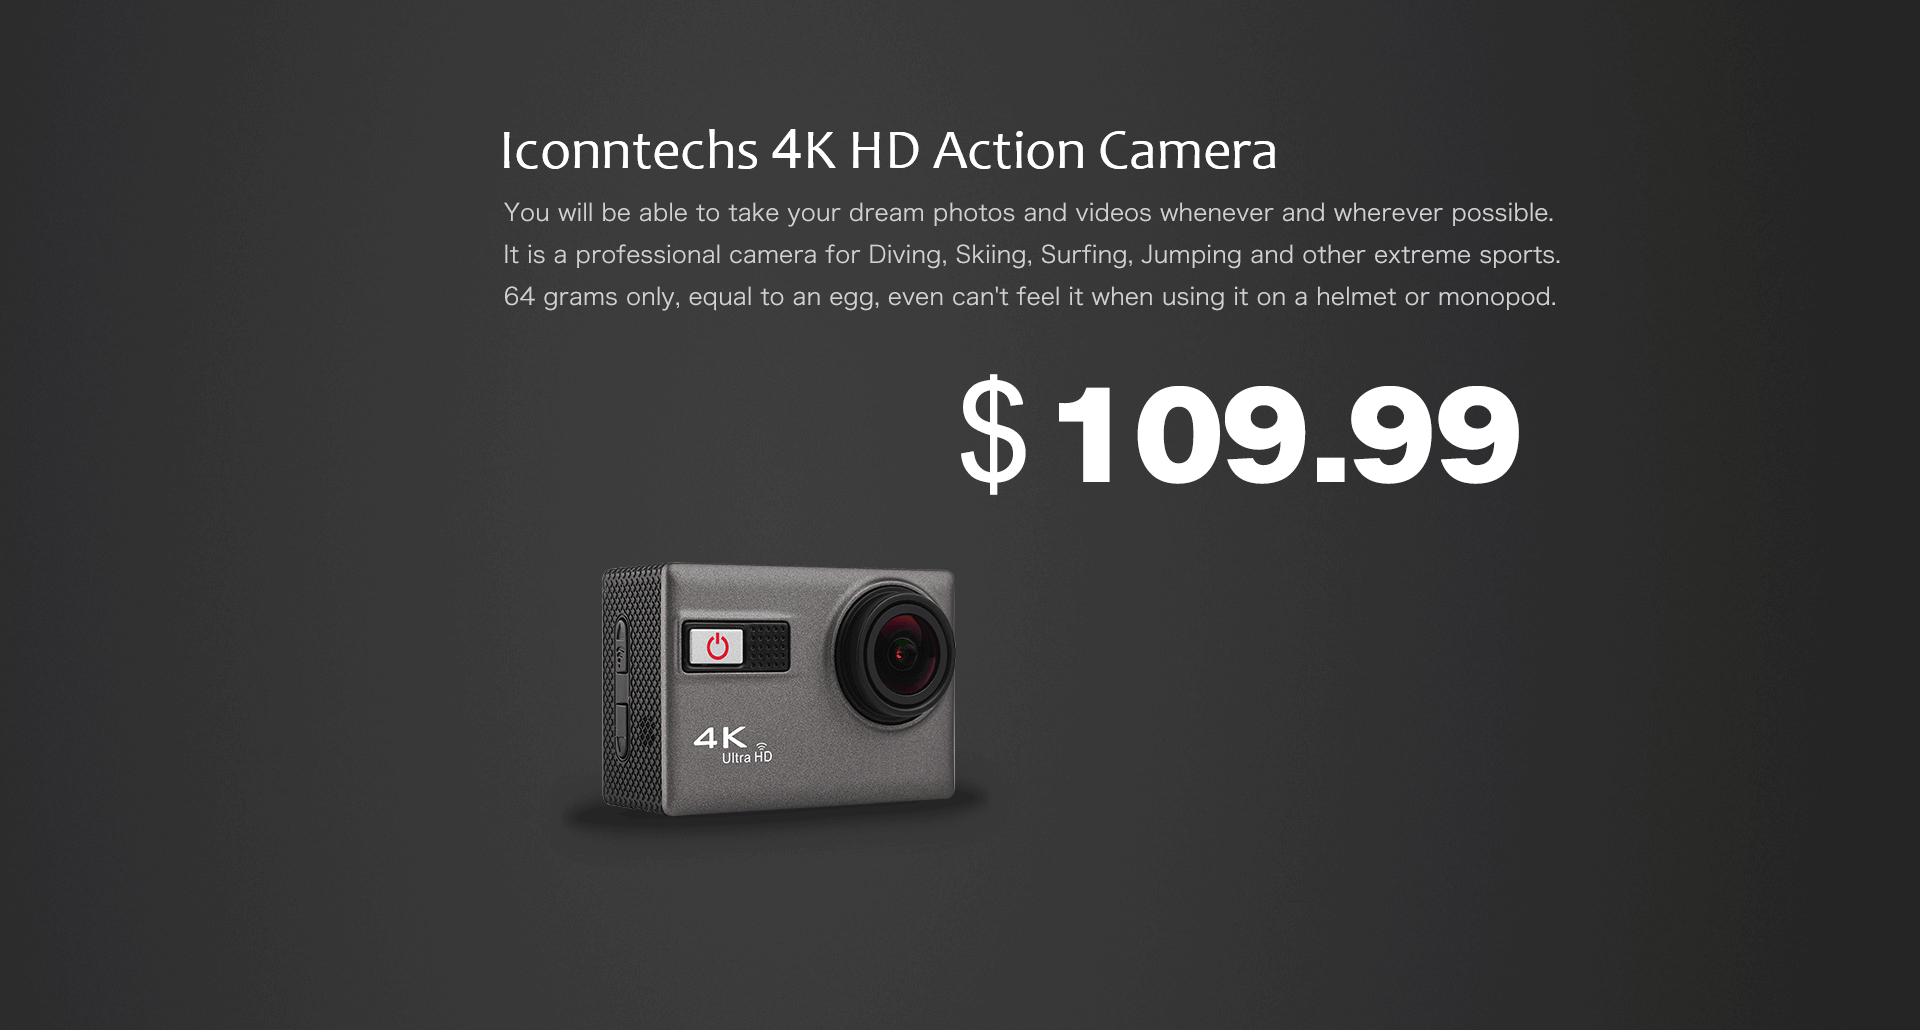 Iconntechs 4K HD Action Camera
You will be able to take your dream photos and videos whenever and wherever possible.
It is a professional camera for Diving, Skiing, Surfing, Jumping and other extreme sports.
64 grams only, equal to an egg, even can't feel it when using it on a helmet or monopod.
$ 109.99
4K
Ultra HD